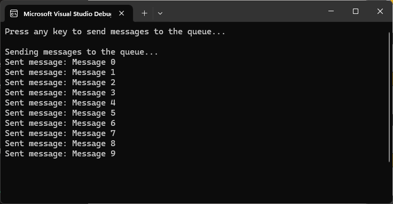 Microsoft Visual Studio Debug
Press any key to send messages to the queue...
Sending messages to the queue...
Sent message: Message 0
Sent message: Message 1
Sent message: Message 2
Sent message: Message 3
Sent message: Message 4
Sent message: Message 5
Sent message: Message 6
Sent message: Message 7
Sent message: Message 8
Sent message: Message 9